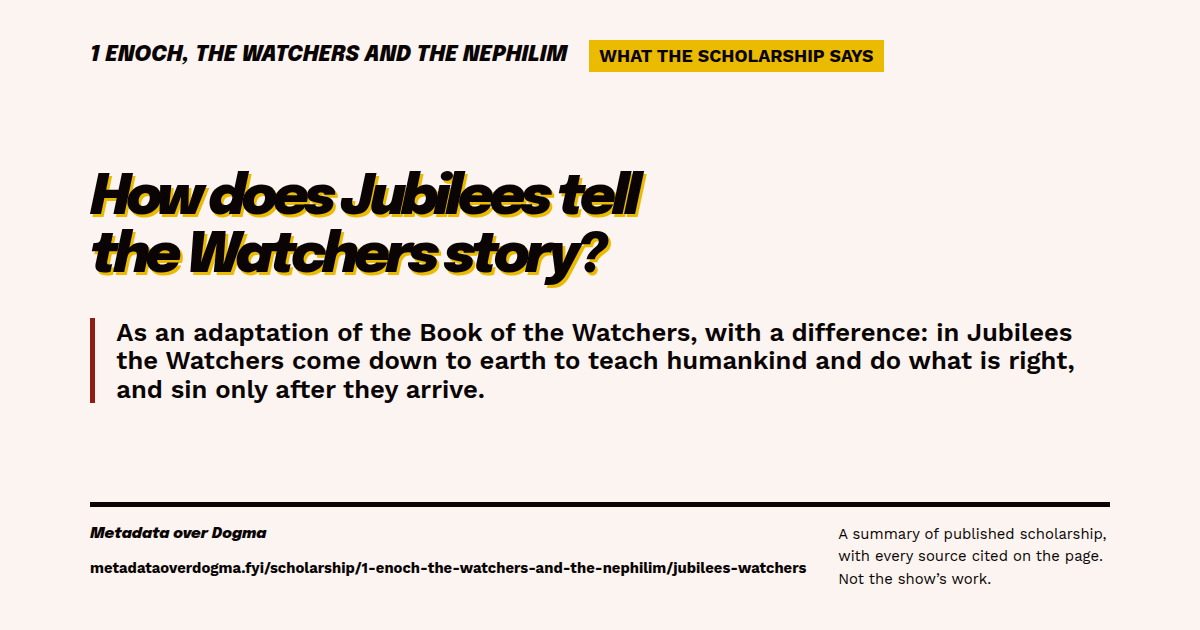 1 ENOCH, THE WATCHERS AND THE NEPHILIM
WHAT THE SCHOLARSHIP SAYS
How does Jubilees tell
the Watchers story?
As an adaptation of the Book of the Watchers, with a difference: in Jubilees
the Watchers come down to earth to teach humankind and do what is right,
and sin only after they arrive.
Metadata over Dogma
metadataoverdogma.fyi/scholarship/1-enoch-the-watchers-and-the-nephilim/jubilees-watchers
A summary of published scholarship,
with every source cited on the page.
Not the show’s work.